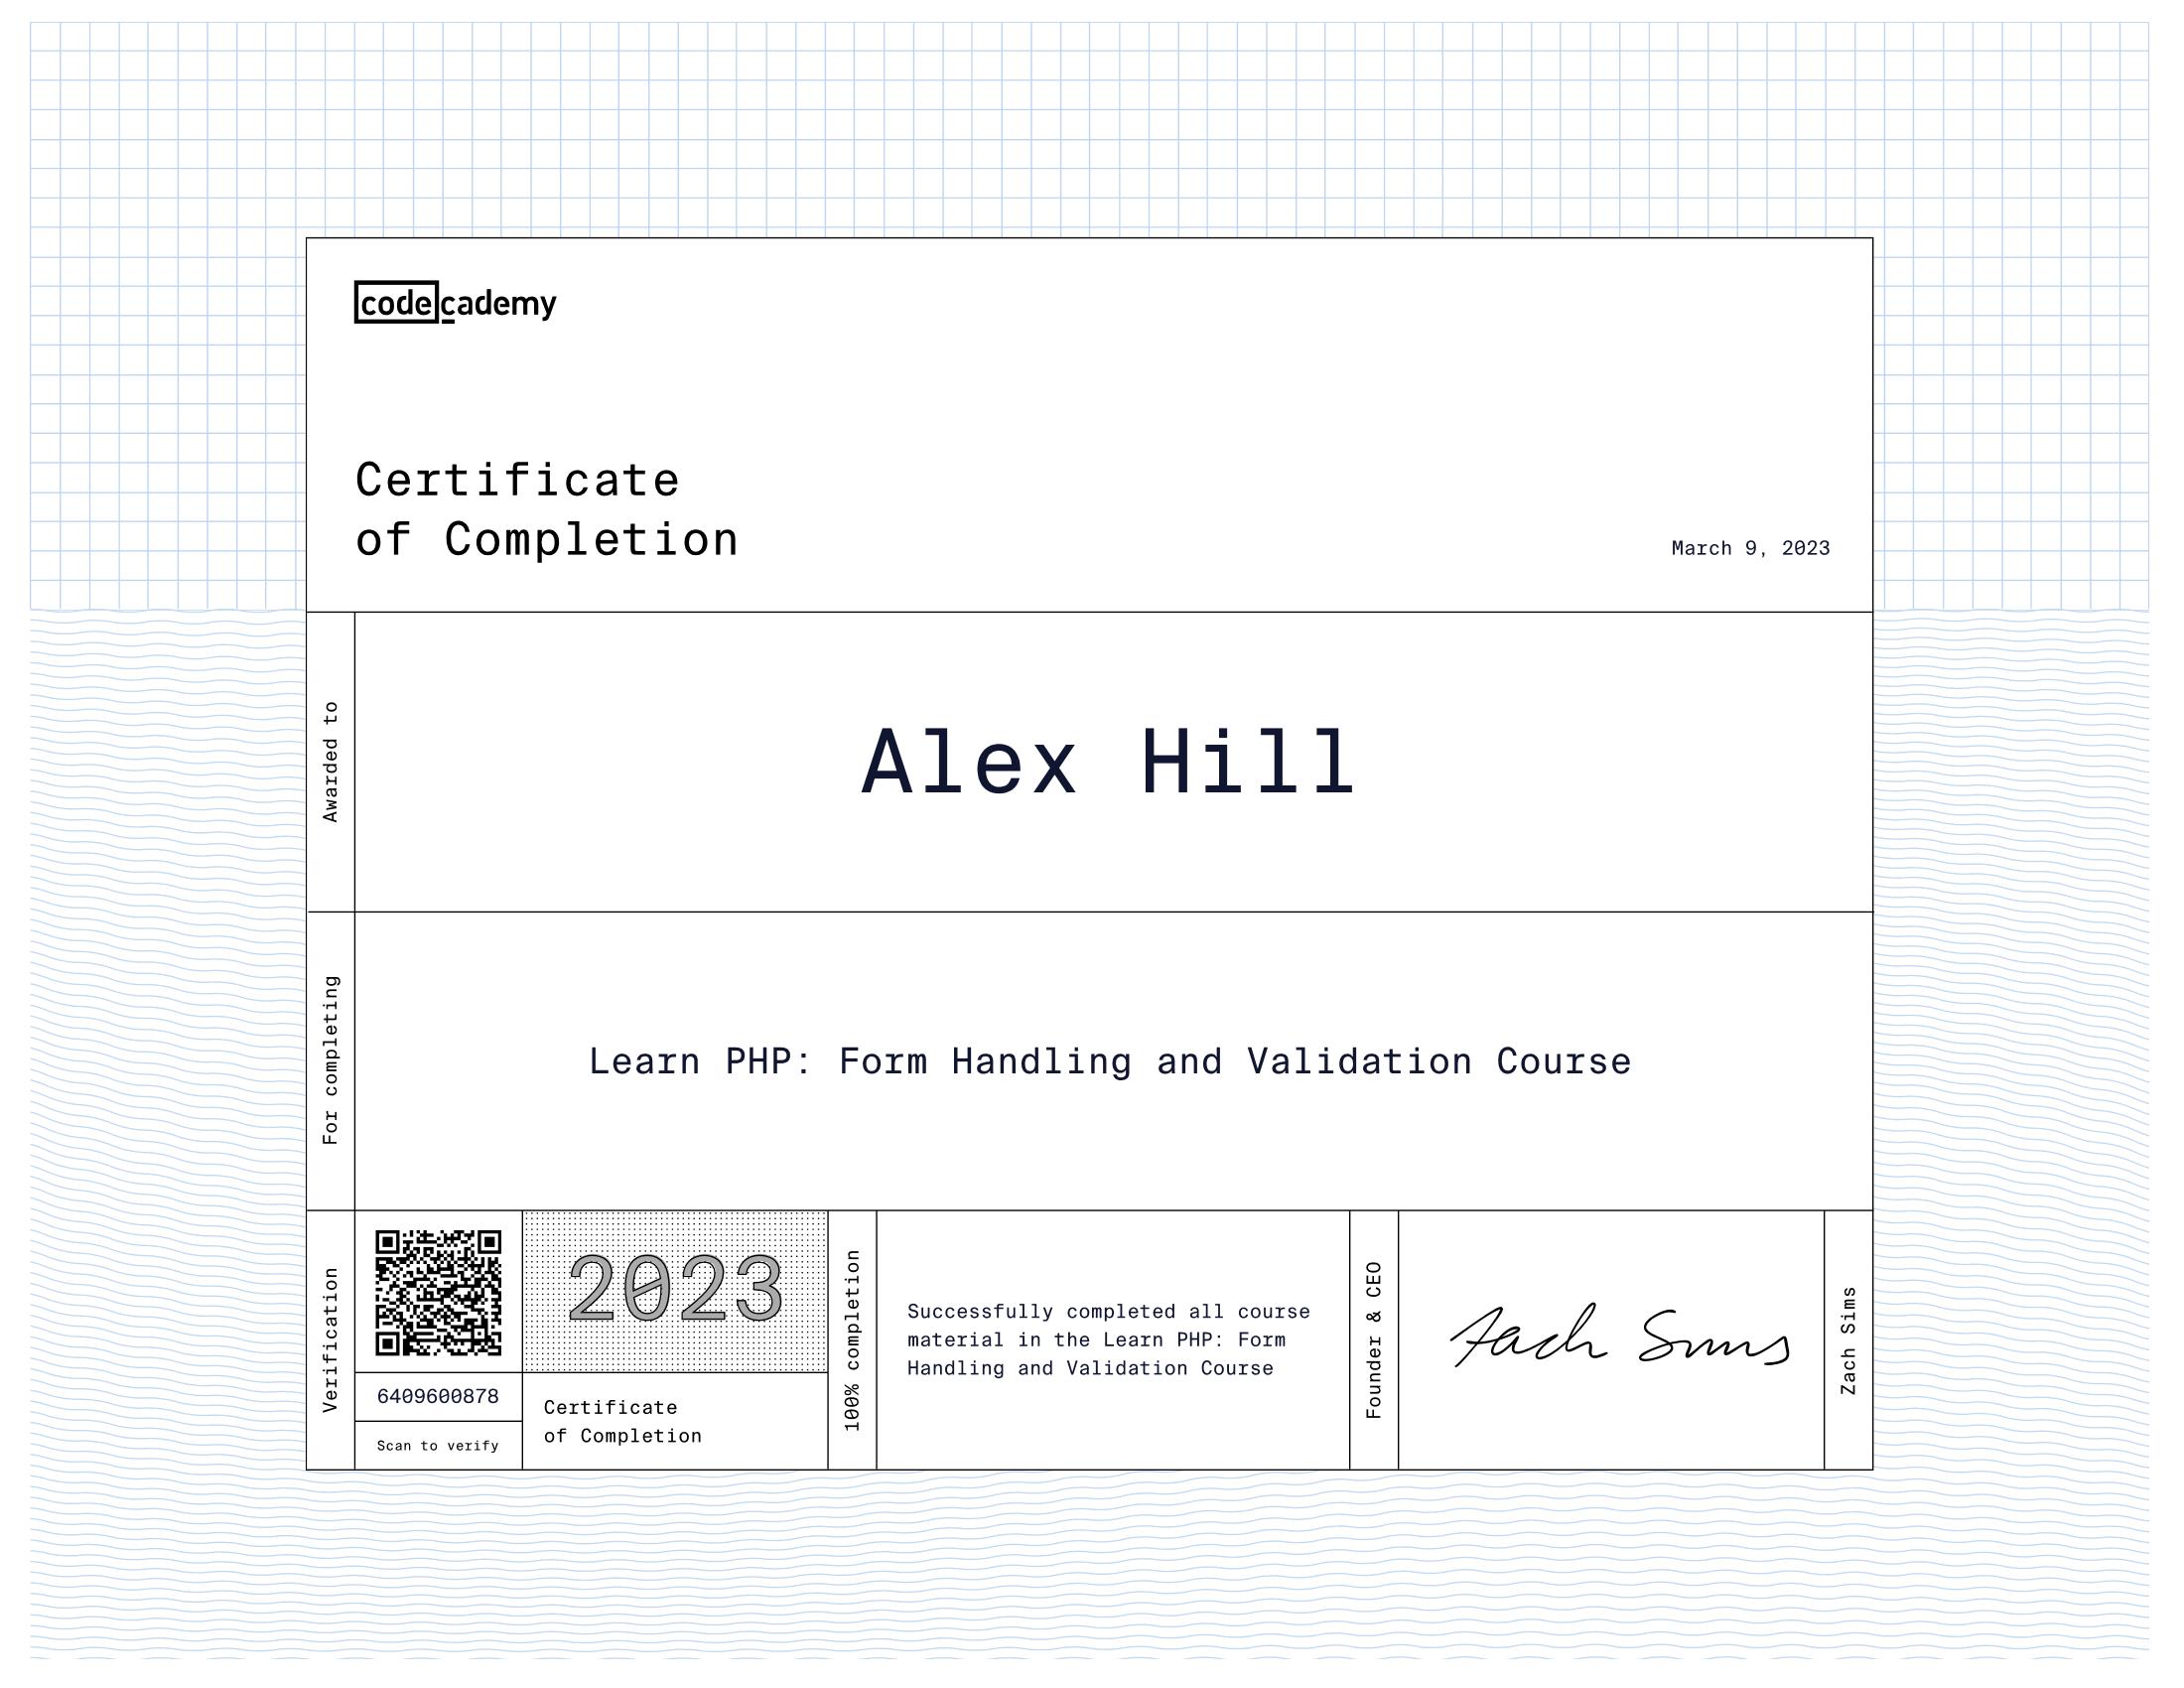 codecademy
Certificate
of Completion
March 9, 2023
Awarded to
Alex Hill
For completing
Learn PHP: Form Handling and Validation Course
Verification
6409600878
Scan to verify
2023
Certificate
of Completion
100% completion
Successfully completed all course
material in the Learn PHP: Form
Handling and Validation Course
Founder & CEO
Zach Sims
Zach Sims